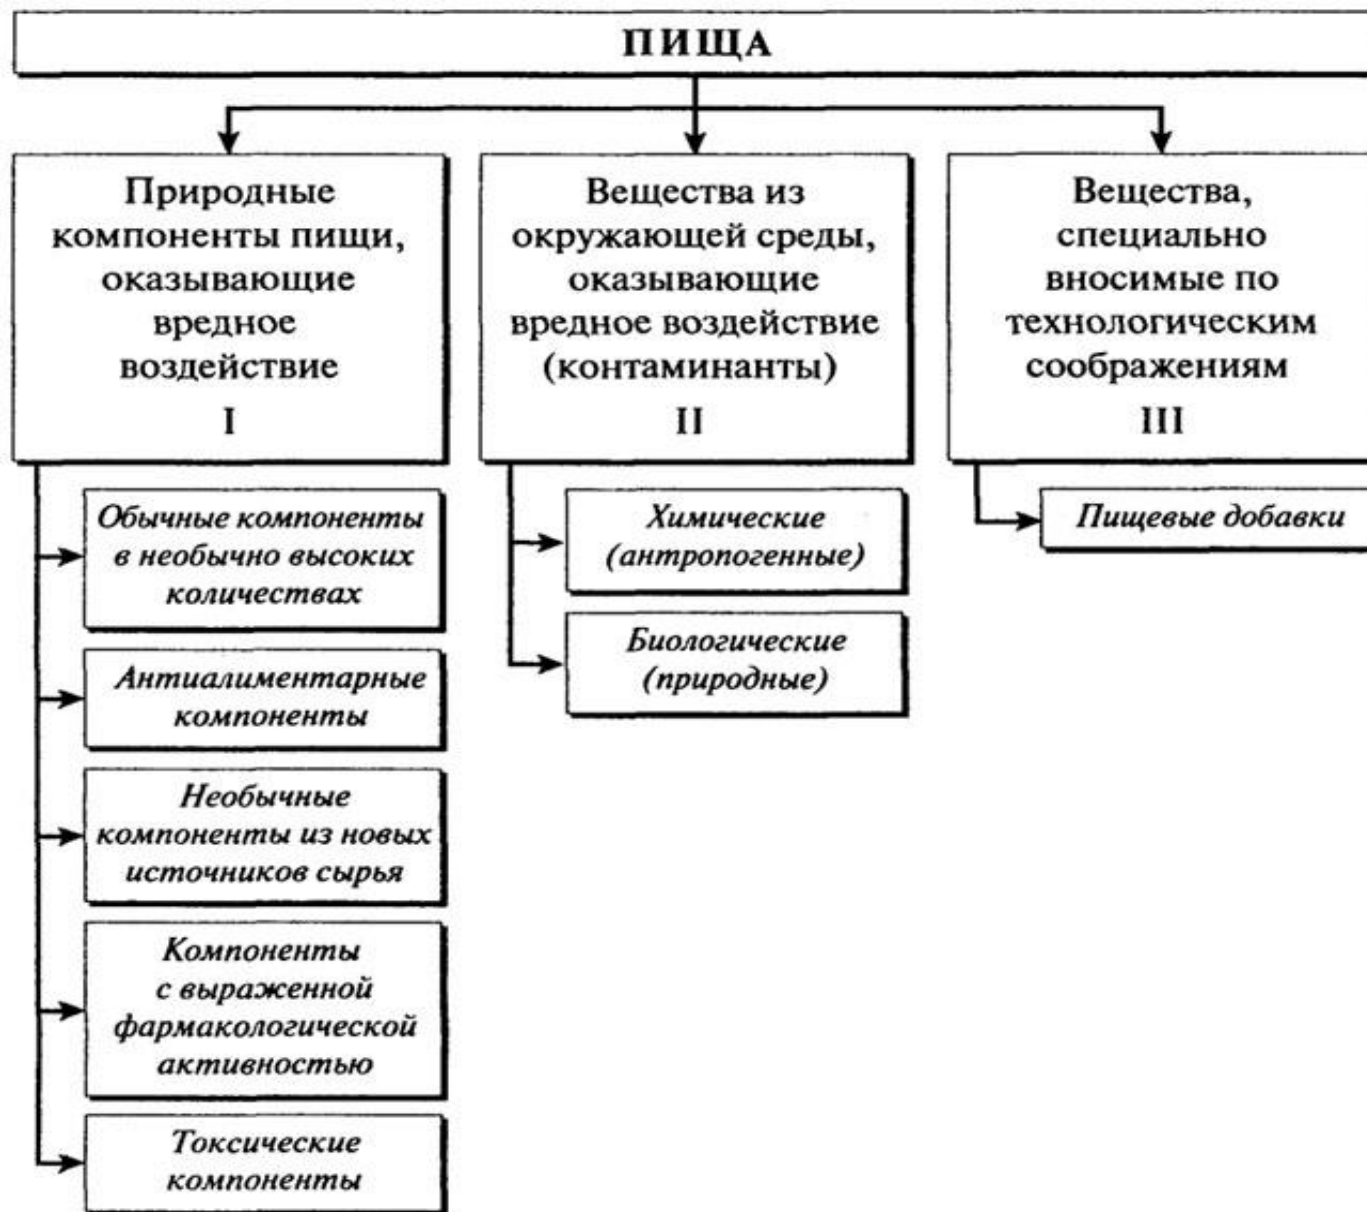 ПИЩА
Природные
компоненты пищи,
оказывающие
вредное
воздействие
I
Обычные компоненты
в необычно высоких
количествах
Антиалиментарные
компоненты
Необычные
компоненты из новых
источников сырья
Компоненты
с выраженной
фармакологической
активностью
Токсические
компоненты
Вещества из
окружающей среды,
оказывающие
вредное воздействие
(контаминанты)
II
Химические
(антропогенные)
Биологические
(природные)
Вещества,
специально
вносимые по
технологическим
соображениям
III
Пищевые добавки